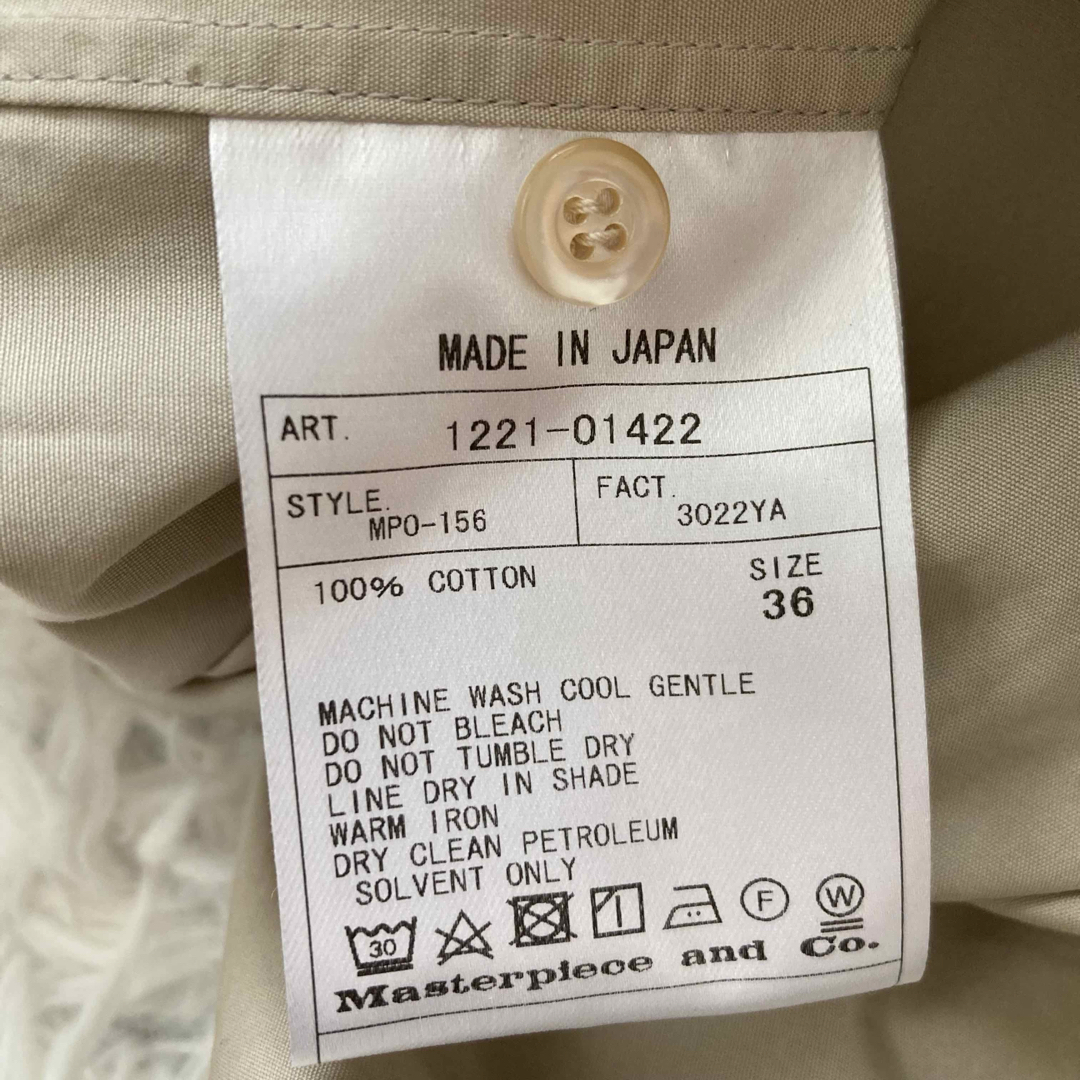 MADE IN JAPAN
ART. 1221-01422
STYLE. MPO-156
FACT. 3022YA
100% COTTON
SIZE
36
MACHINE WASH COOL GENTLE
DO NOT BLEACH
DO NOT TUMBLE DRY
LINE DRY IN SHADE
WARM IRON
DRY CLEAN PETROLEUM
SOLVENT ONLY
30 F W
Masterpiece and Co.